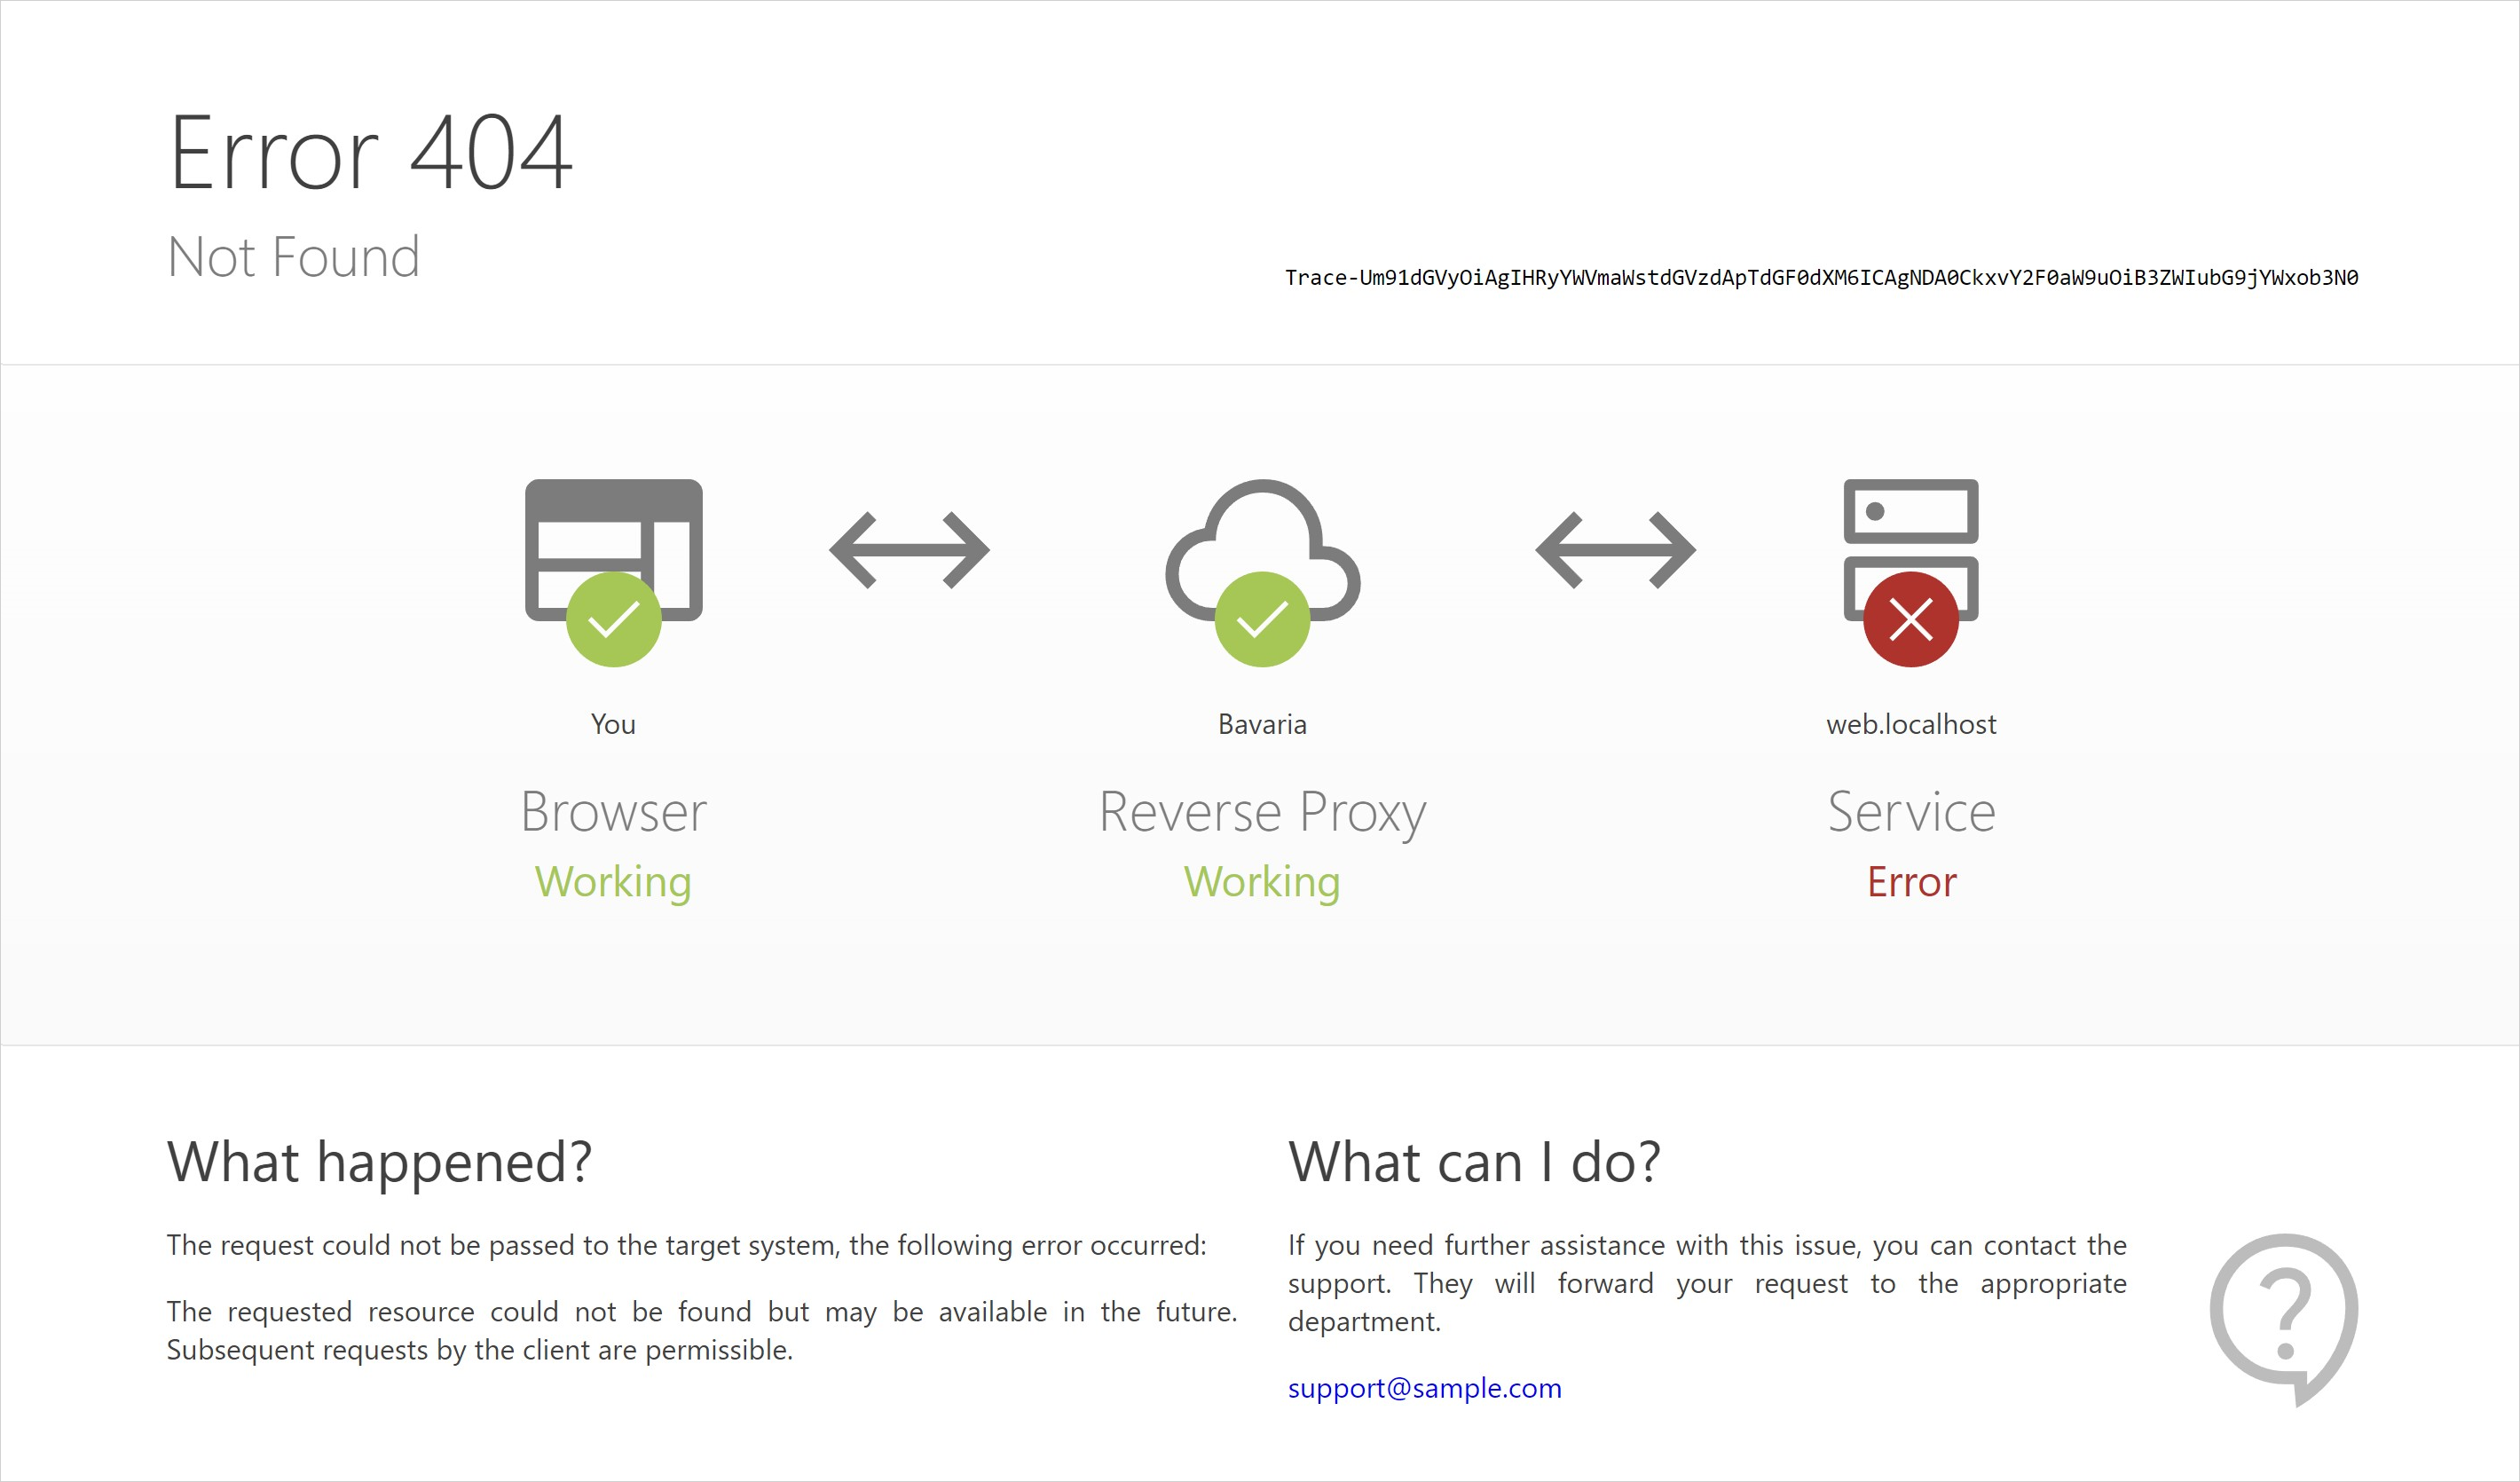 Error 404
Not Found
Trace-Um91dGVyOiAgIHRyYWVmaWstdGVzdApTdGF0dXM6ICAgNDA0CkxvY2F0aW9uOiB3ZWIubG9jYWxob3N0
You
Bavaria
web.localhost
Browser
Reverse Proxy
Service
Working
Working
Error
What happened?
The request could not be passed to the target system, the following error occurred:
The requested resource could not be found but may be available in the future.
Subsequent requests by the client are permissible.
What can I do?
If you need further assistance with this issue, you can contact the
support. They will forward your request to the appropriate
department.
support@sample.com